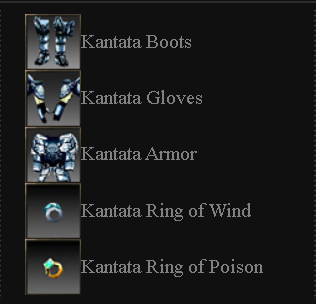 Kantata Boots
Kantata Gloves
Kantata Armor
Kantata Ring of Wind
Kantata Ring of Poison